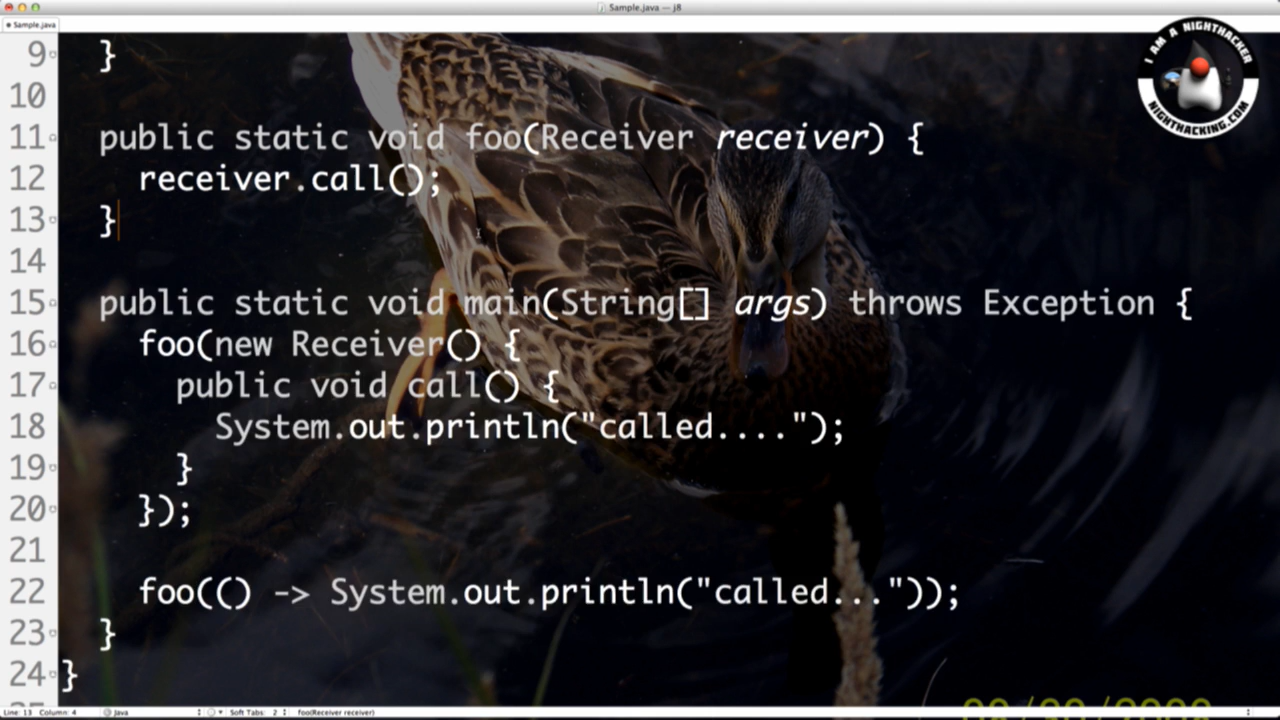 Sample.java — j8
Sample.java
I AM A NIGHTHACKER
NIGHTHACKING.COM
9 }
10
11 public static void foo(Receiver receiver) {
12 receiver.call();
13 }
14
15 public static void main(String[] args) throws Exception {
16 foo(new Receiver() {
17 public void call() {
18 System.out.println("called....");
19 }
20 });
21
22 foo(() -> System.out.println("called..."));
23 }
24 }
Line: 13 Column: 4 Java Soft Tabs: 2 foo(Receiver receiver)